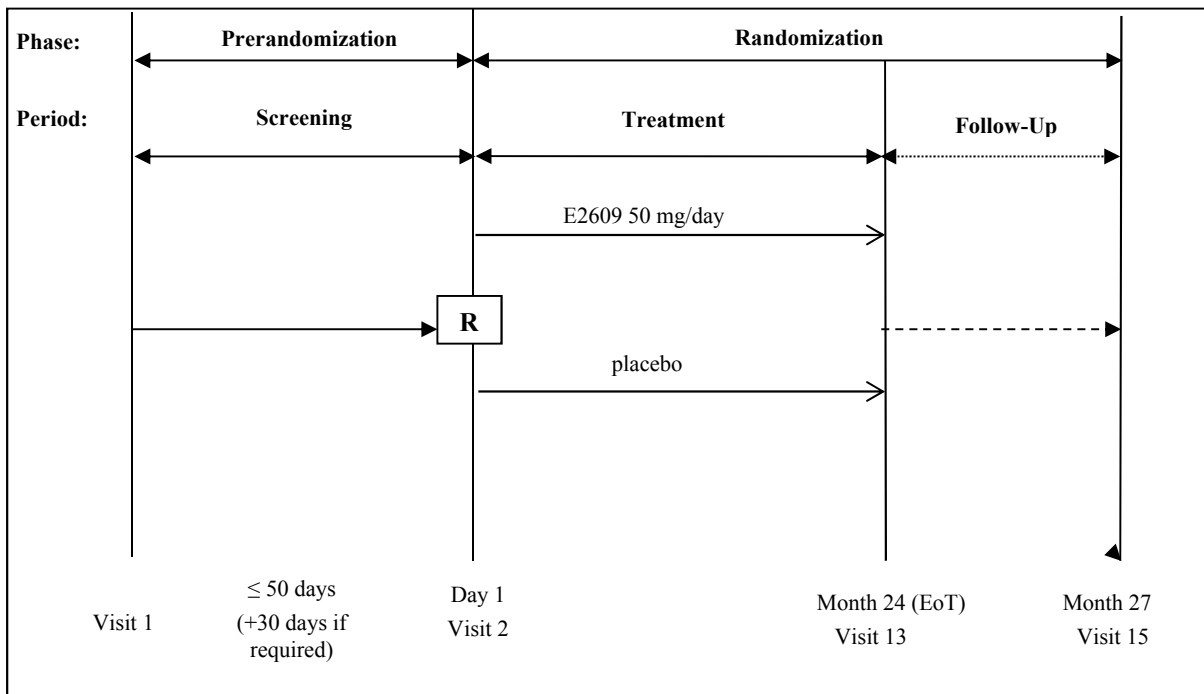 Phase:
Prerandomization
Randomization
Period:
Screening
Treatment
Follow-Up
E2609 50 mg/day
R
placebo
Visit 1
≤ 50 days
(+30 days if
required)
Day 1
Visit 2
Month 24 (EoT)
Visit 13
Month 27
Visit 15